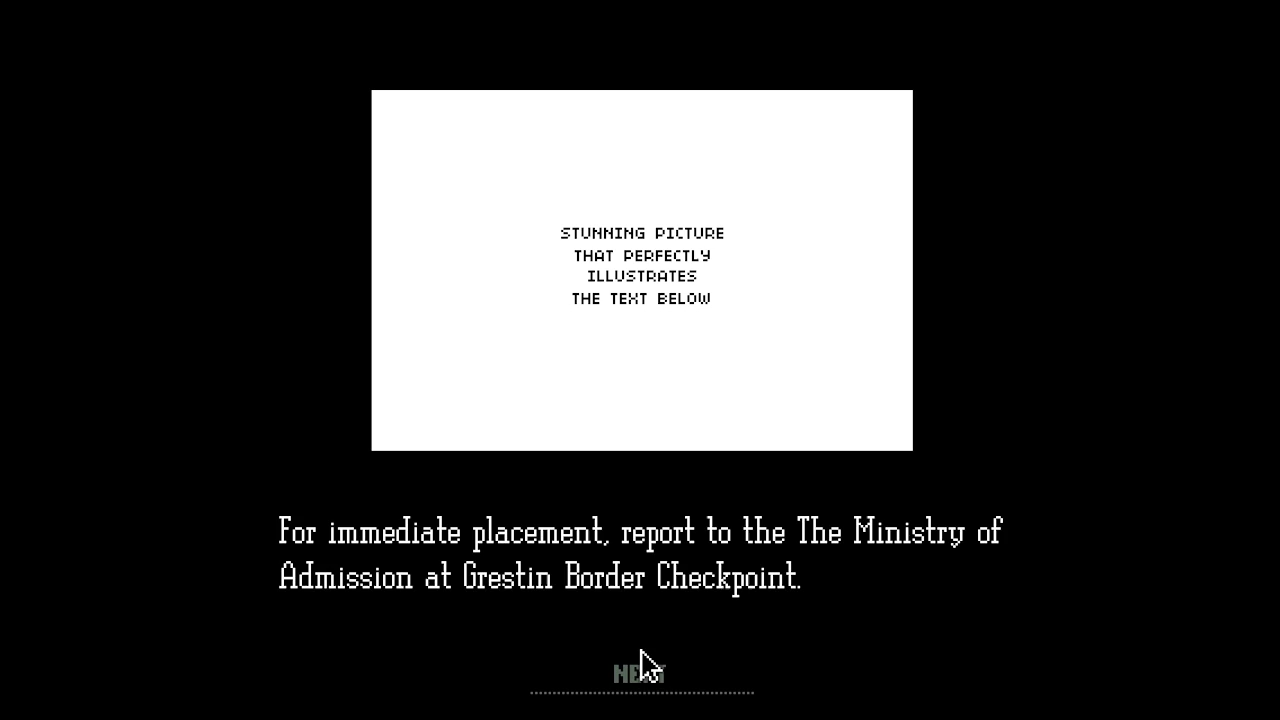 STUNNING PICTURE
THAT PERFECTLY
ILLUSTRATES
THE TEXT BELOW
For immediate placement, report to the The Ministry of
Admission at Grestin Border Checkpoint.
NEXT